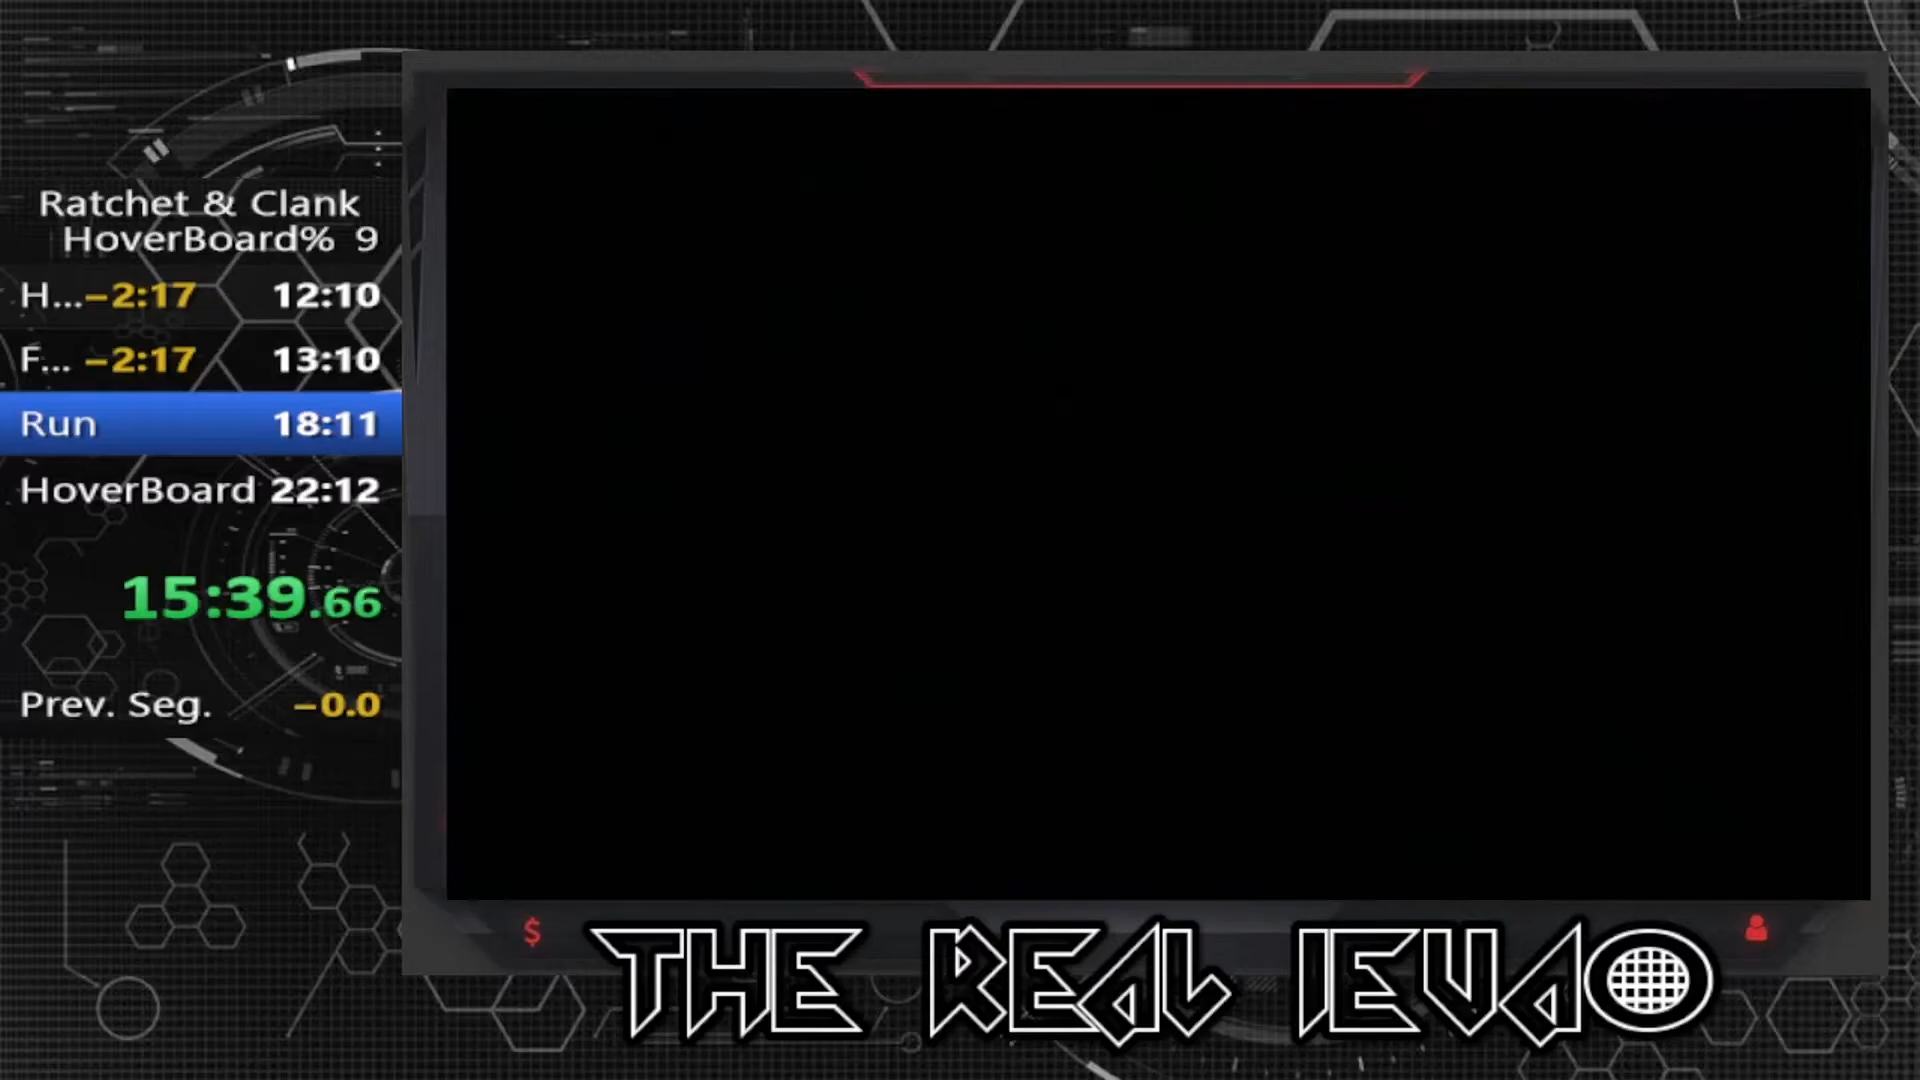 Ratchet & Clank
HoverBoard% 9
H... −2:17 12:10
F... −2:17 13:10
Run 18:11
HoverBoard 22:12
15:39.66
Prev. Seg. −0.0
$
THE REAL IEVAO